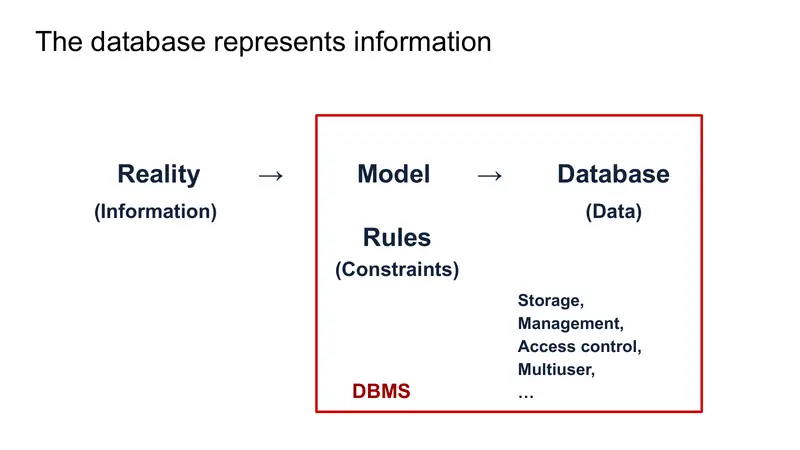 The database represents information
Reality → Model → Database
(Information) (Data)
Rules
(Constraints)
Storage,
Management,
Access control,
Multiuser,
...
DBMS